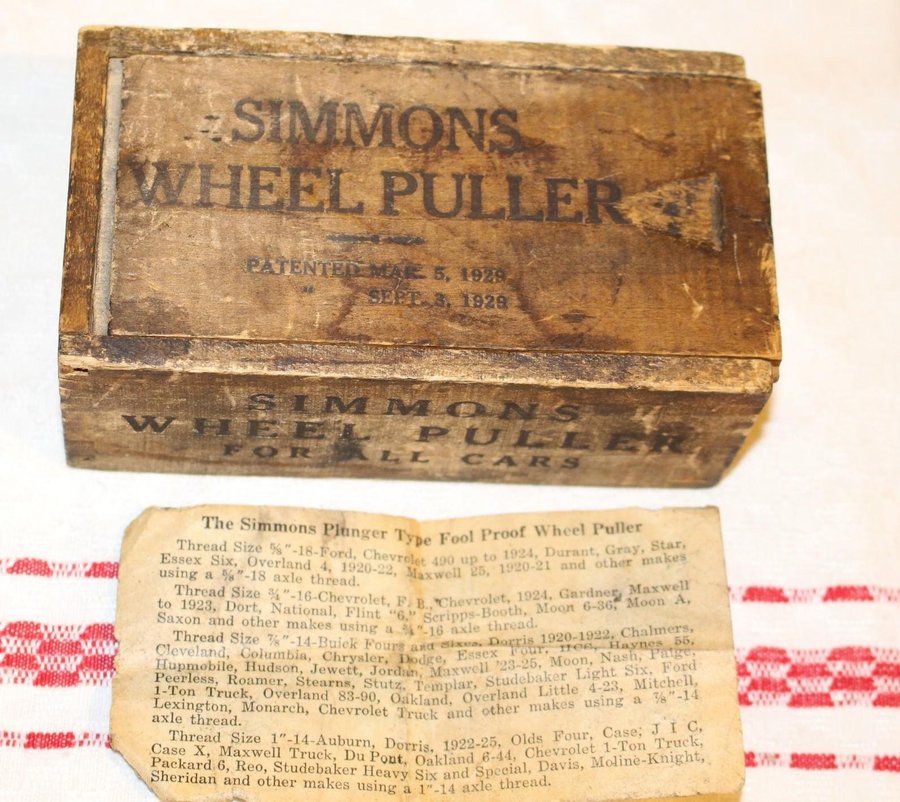 SIMMONS
WHEEL PULLER
PATENTED MAR. 5, 1929
" SEPT. 3, 1929
SIMMONS
WHEEL PULLER
FOR ALL CARS
The Simmons Plunger Type Fool Proof Wheel Puller
Thread Size ⅝"-18-Ford, Chevrolet 490 up to 1924, Durant, Gray, Star,
Essex Six, Overland 4, 1920-22, Maxwell 25, 1920-21 and other makes
using a ⅝"-18 axle thread.
Thread Size ¾"-16-Chevrolet, F. B., Chevrolet, 1924, Gardner, Maxwell
to 1923, Dort, National, Flint "6," Scripps-Booth, Moon 6-36, Moon A,
Saxon and other makes using a ¾"-16 axle thread.
Thread Size ⅞"-14-Buick Fours and Sixes, Dorris 1920-1922, Chalmers,
Cleveland, Columbia, Chrysler, Dodge, Essex Four, HCS, Haynes, 55,
Hupmobile, Hudson, Jewett, Jordan, Maxwell '23-25, Moon, Nash, Paige,
Peerless, Roamer, Stearns, Stutz, Templar, Studebaker Light Six, Ford
1-Ton Truck, Overland 83-90, Oakland, Overland Little 4-23, Mitchell,
Lexington, Monarch, Chevrolet Truck and other makes using a ⅞"-14
axle thread.
Thread Size 1"-14-Auburn, Dorris, 1922-25, Olds Four, Case, J I C,
Case X, Maxwell Truck, Du Pont, Oakland 6-44, Chevrolet 1-Ton Truck,
Packard 6, Reo, Studebaker Heavy Six and Special, Davis, Moline-Knight,
Sheridan and other makes using a 1"-14 axle thread.